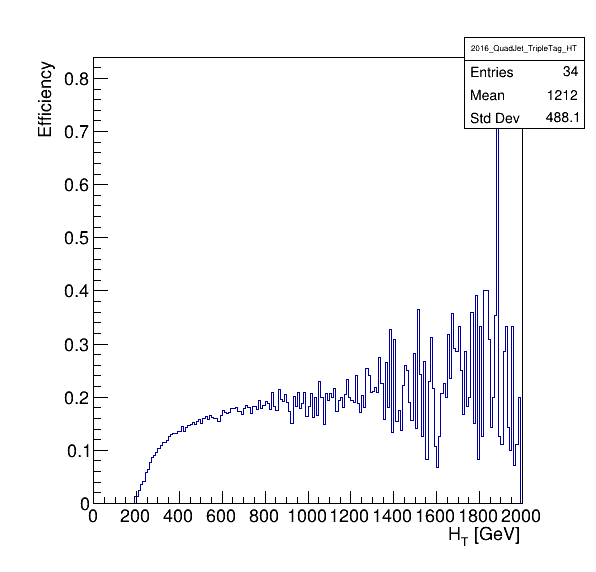 2016_QuadJet_TripleTag_HT
Entries 34
Mean 1212
Std Dev 488.1
Efficiency
0.8
0.7
0.6
0.5
0.4
0.3
0.2
0.1
0
0 200 400 600 800 1000 1200 1400 1600 1800 2000
H_T [GeV]